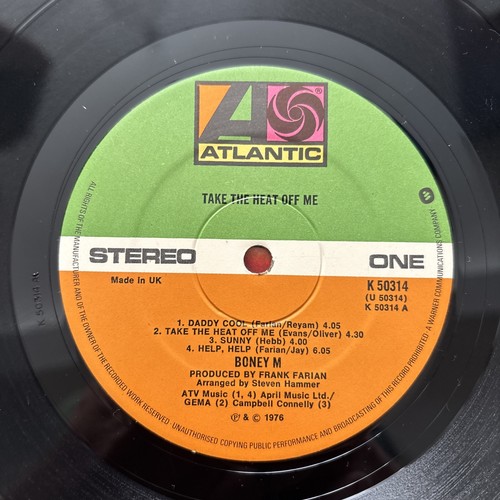 ATLANTIC
®
TAKE THE HEAT OFF ME
STEREO
ONE
Made in UK
K 50314
(U 50314)
K 50314 A
1. DADDY COOL (Farian/Reyam) 4.05
2. TAKE THE HEAT OFF ME (Evans/Oliver) 4.30
3. SUNNY (Hebb) 4.00
4. HELP, HELP (Farian/Jay) 6.05
BONEY M
PRODUCED BY FRANK FARIAN
Arranged by Steven Hammer
ATV Music (1, 4) April Music Ltd./
GEMA (2) Campbell Connelly (3)
℗ & © 1976
ALL RIGHTS OF THE MANUFACTURER AND OF THE OWNER OF THE RECORDED WORK RESERVED. UNAUTHORISED COPYING PUBLIC PERFORMANCE AND BROADCASTING OF THIS RECORD PROHIBITED. A WARNER COMMUNICATIONS COMPANY